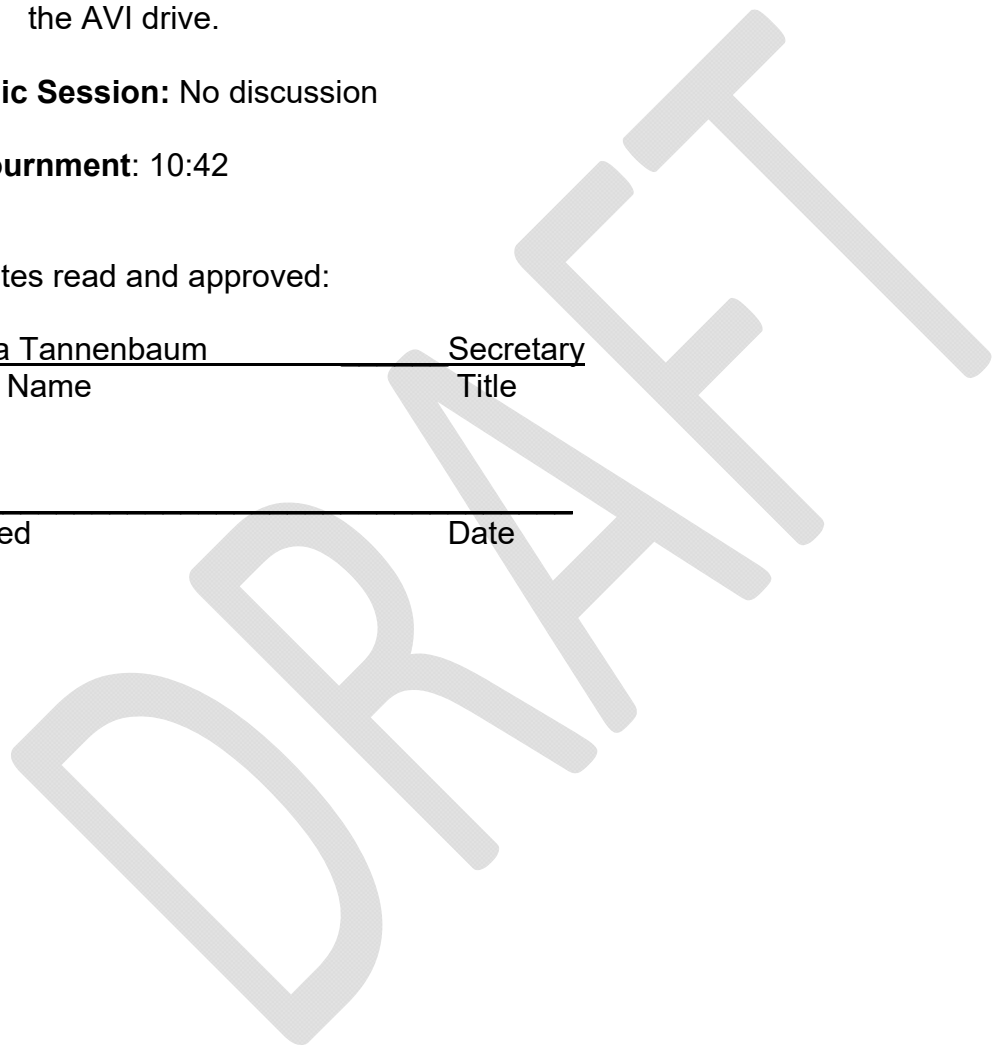 the AVI drive.
ic Session: No discussion
ournment: 10:42
tes read and approved:
a Tannenbaum ______Secretary
Name Title
ed Date
DRAFT